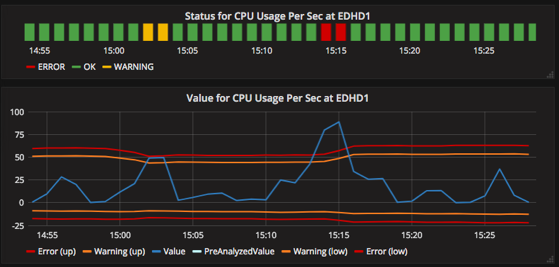 Status for CPU Usage Per Sec at EDHD1
14:55 15:00 15:05 15:10 15:15 15:20 15:25
ERROR OK WARNING
Value for CPU Usage Per Sec at EDHD1
100
75
50
25
0
-25
14:55 15:00 15:05 15:10 15:15 15:20 15:25
Error (up) Warning (up) Value PreAnalyzedValue Warning (low) Error (low)